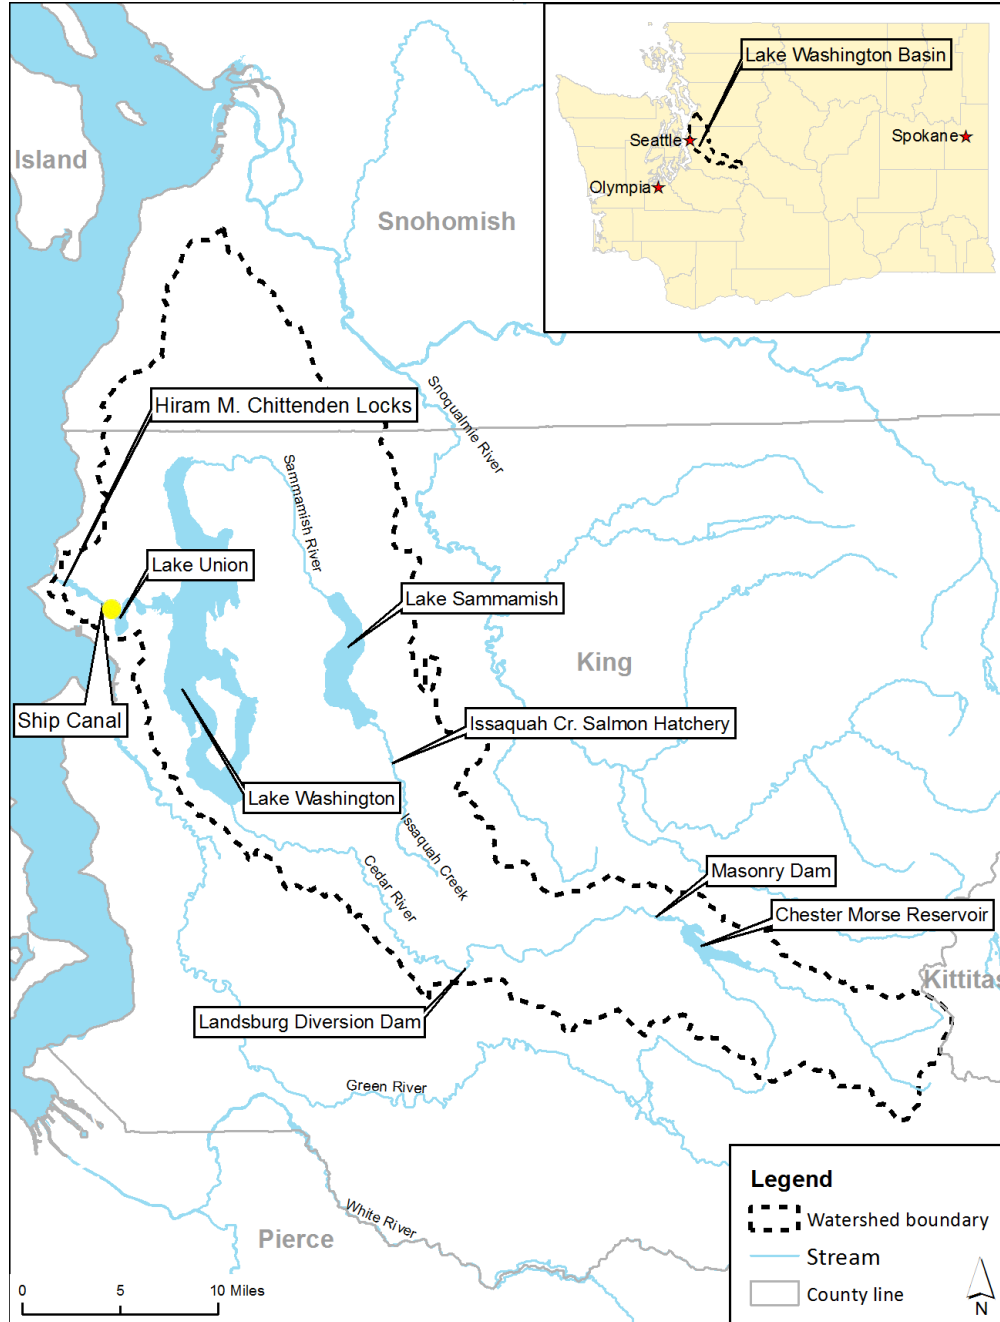 Lake Washington Basin
Seattle
Spokane
Olympia
Island
Snohomish
Snoqualmie River
Hiram M. Chittenden Locks
Sammamish River
Lake Union
Lake Sammamish
King
Ship Canal
Issaquah Cr. Salmon Hatchery
Lake Washington
Issaquah Creek
Cedar River
Masonry Dam
Chester Morse Reservoir
Kittitas
Landsburg Diversion Dam
Green River
White River
Pierce
Legend
Watershed boundary
Stream
County line
N
0 5 10 Miles